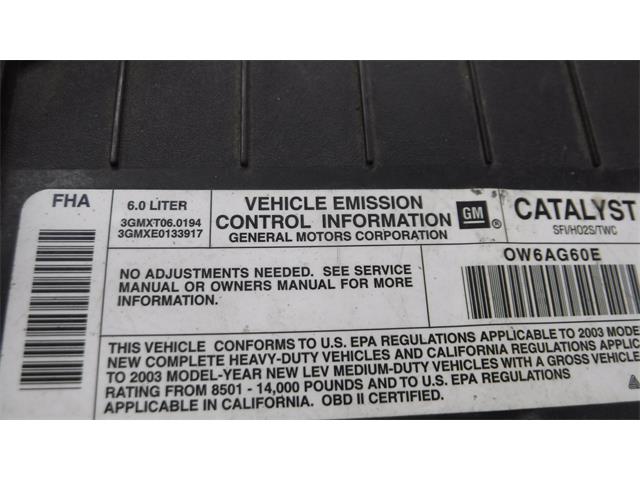 FHA
6.0 LITER
3GMXT06.0194
3GMXE0133917
VEHICLE EMISSION
CONTROL INFORMATION
GENERAL MOTORS CORPORATION
GM ®
CATALYST
SFI/HO2S/TWC
NO ADJUSTMENTS NEEDED. SEE SERVICE
MANUAL OR OWNERS MANUAL FOR MORE
INFORMATION.
OW6AG60E
THIS VEHICLE CONFORMS TO U.S. EPA REGULATIONS APPLICABLE TO 2003
NEW COMPLETE HEAVY-DUTY VEHICLES AND CALIFORNIA REGULATIONS APPLIC
TO 2003 MODEL-YEAR NEW LEV MEDIUM-DUTY VEHICLES WITH A GROSS VEHICLE
RATING FROM 8501 - 14,000 POUNDS AND TO U.S. EPA REGULATIONS
APPLICABLE IN CALIFORNIA. OBD II CERTIFIED.